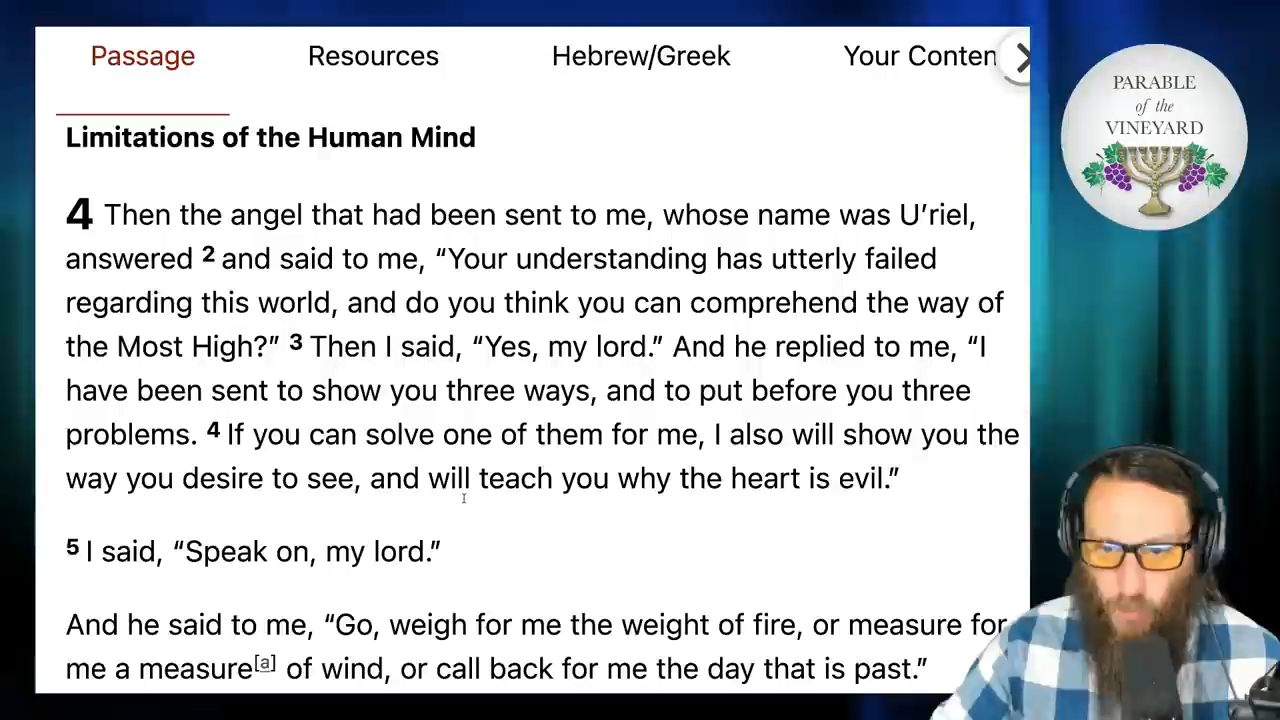 Passage Resources Hebrew/Greek Your Conten
Limitations of the Human Mind
4 Then the angel that had been sent to me, whose name was U′riel,
answered 2 and said to me, “Your understanding has utterly failed
regarding this world, and do you think you can comprehend the way of
the Most High?” 3 Then I said, “Yes, my lord.” And he replied to me, “I
have been sent to show you three ways, and to put before you three
problems. 4 If you can solve one of them for me, I also will show you the
way you desire to see, and will teach you why the heart is evil.”
5 I said, “Speak on, my lord.”
And he said to me, “Go, weigh for me the weight of fire, or measure for
me a measure[a] of wind, or call back for me the day that is past.”
PARABLE
of the
VINEYARD